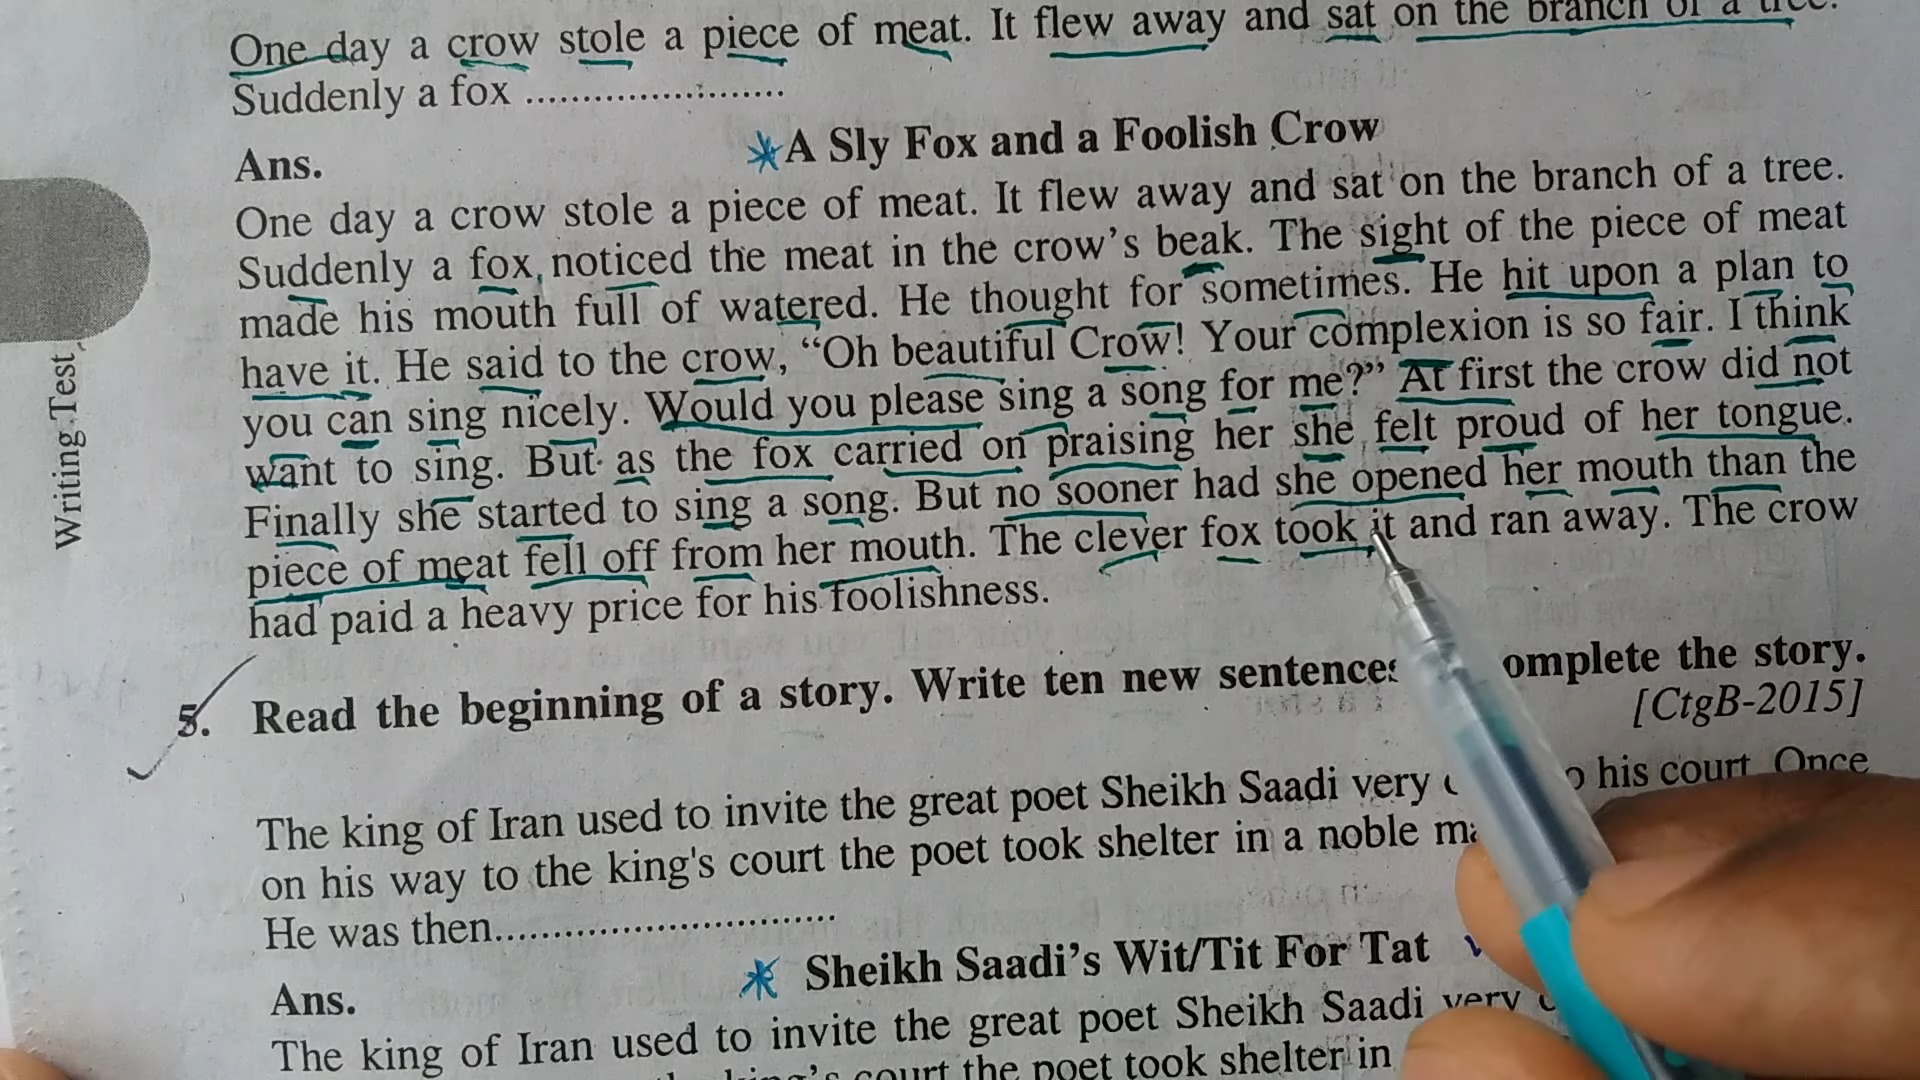 One day a crow stole a piece of meat. It flew away and sat on the branch of a tree.
Suddenly a fox ........................
Ans.
*A Sly Fox and a Foolish Crow
One day a crow stole a piece of meat. It flew away and sat on the branch of a tree.
Suddenly a fox noticed the meat in the crow's beak. The sight of the piece of meat
made his mouth full of watered. He thought for sometimes. He hit upon a plan to
have it. He said to the crow, “Oh beautiful Crow! Your complexion is so fair. I think
you can sing nicely. Would you please sing a song for me?” At first the crow did not
want to sing. But as the fox carried on praising her she felt proud of her tongue.
Finally she started to sing a song. But no sooner had she opened her mouth than the
piece of meat fell off from her mouth. The clever fox took it and ran away. The crow
had paid a heavy price for his foolishness.
Writing Test
5. Read the beginning of a story. Write ten new sentences omplete the story.
[CtgB-2015]
The king of Iran used to invite the great poet Sheikh Saadi very his court. Once
on his way to the king's court the poet took shelter in a noble
He was then..............................
* Sheikh Saadi's Wit/Tit For Tat
Ans.
The king of Iran used to invite the great poet Sheikh Saadi very
king's court the poet took shelter in